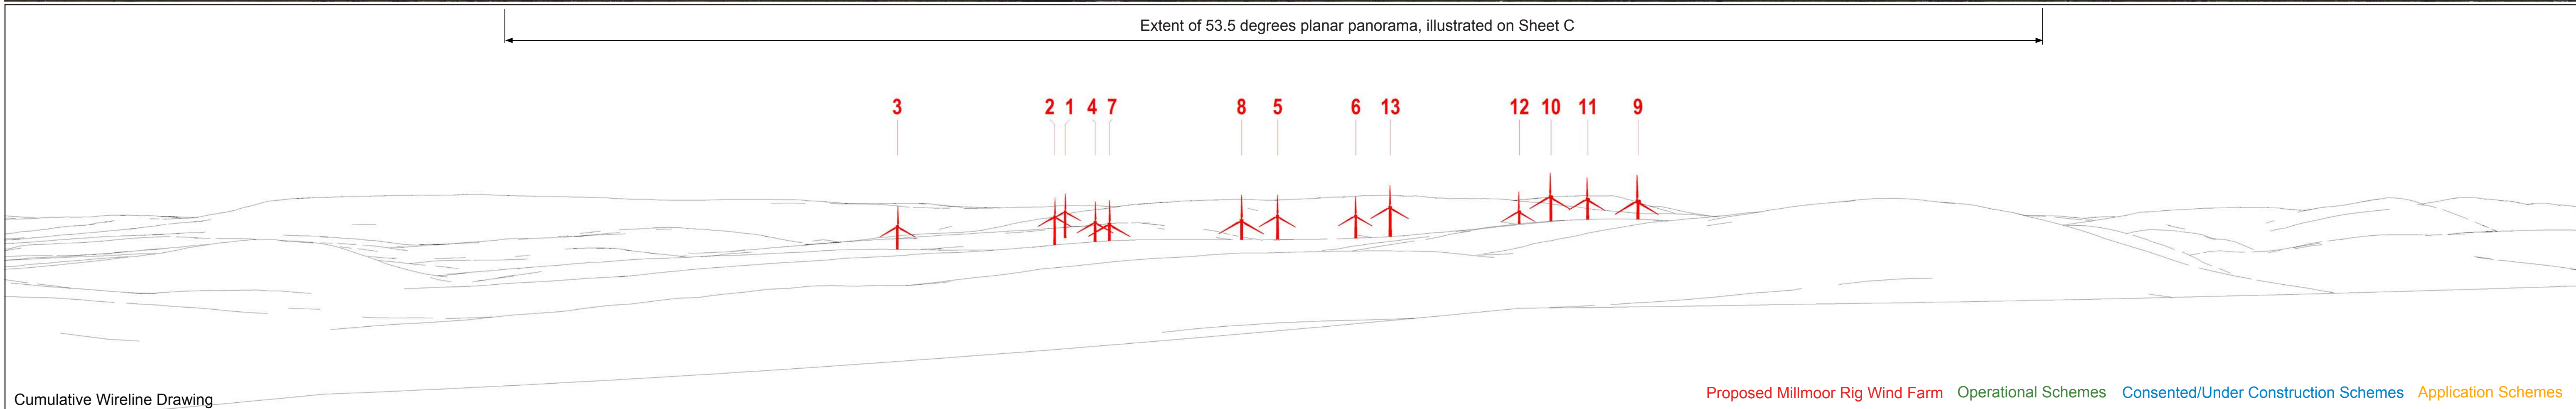 Extent of 53.5 degrees planar panorama, illustrated on Sheet C
3 2 1 4 7 8 5 6 13 12 10 11 9
Cumulative Wireline Drawing
Proposed Millmoor Rig Wind Farm Operational Schemes Consented/Under Construction Schemes Application Schemes